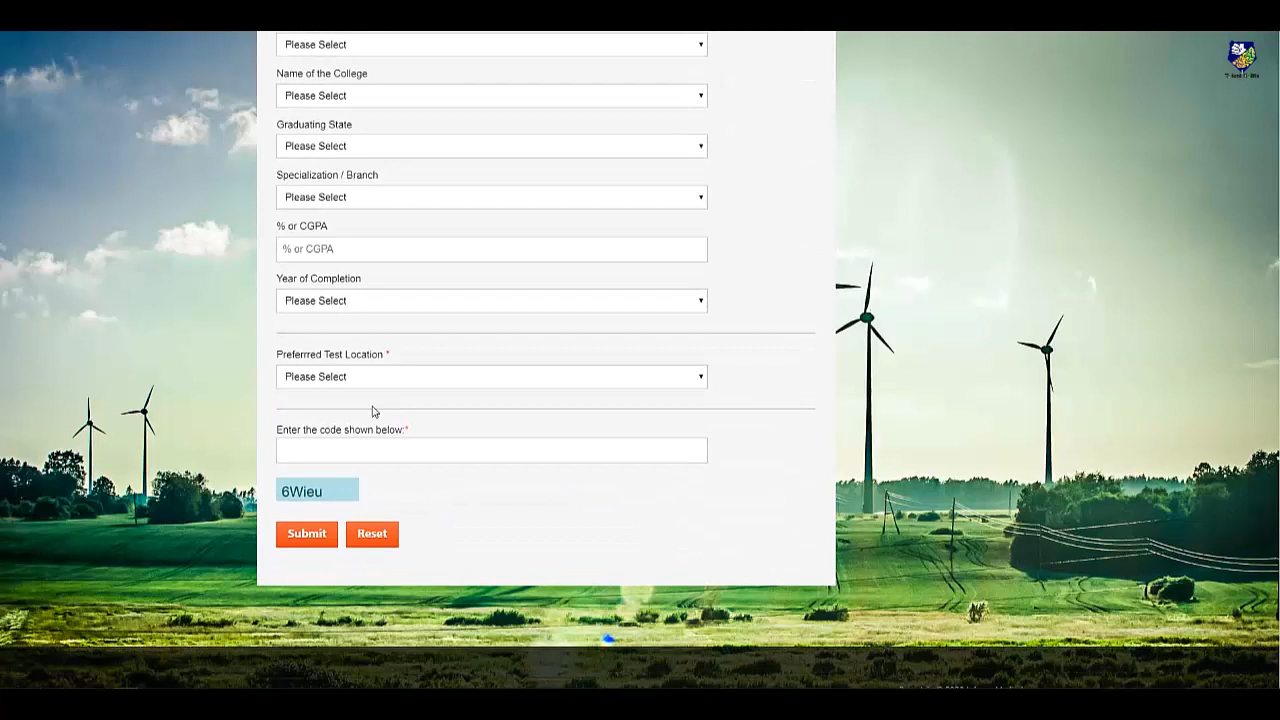 Please Select
Name of the College
Please Select
Graduating State
Please Select
Specialization / Branch
Please Select
% or CGPA
% or CGPA
Year of Completion
Please Select
Preferrred Test Location *
Please Select
Enter the code shown below:*
6Wieu
Submit Reset